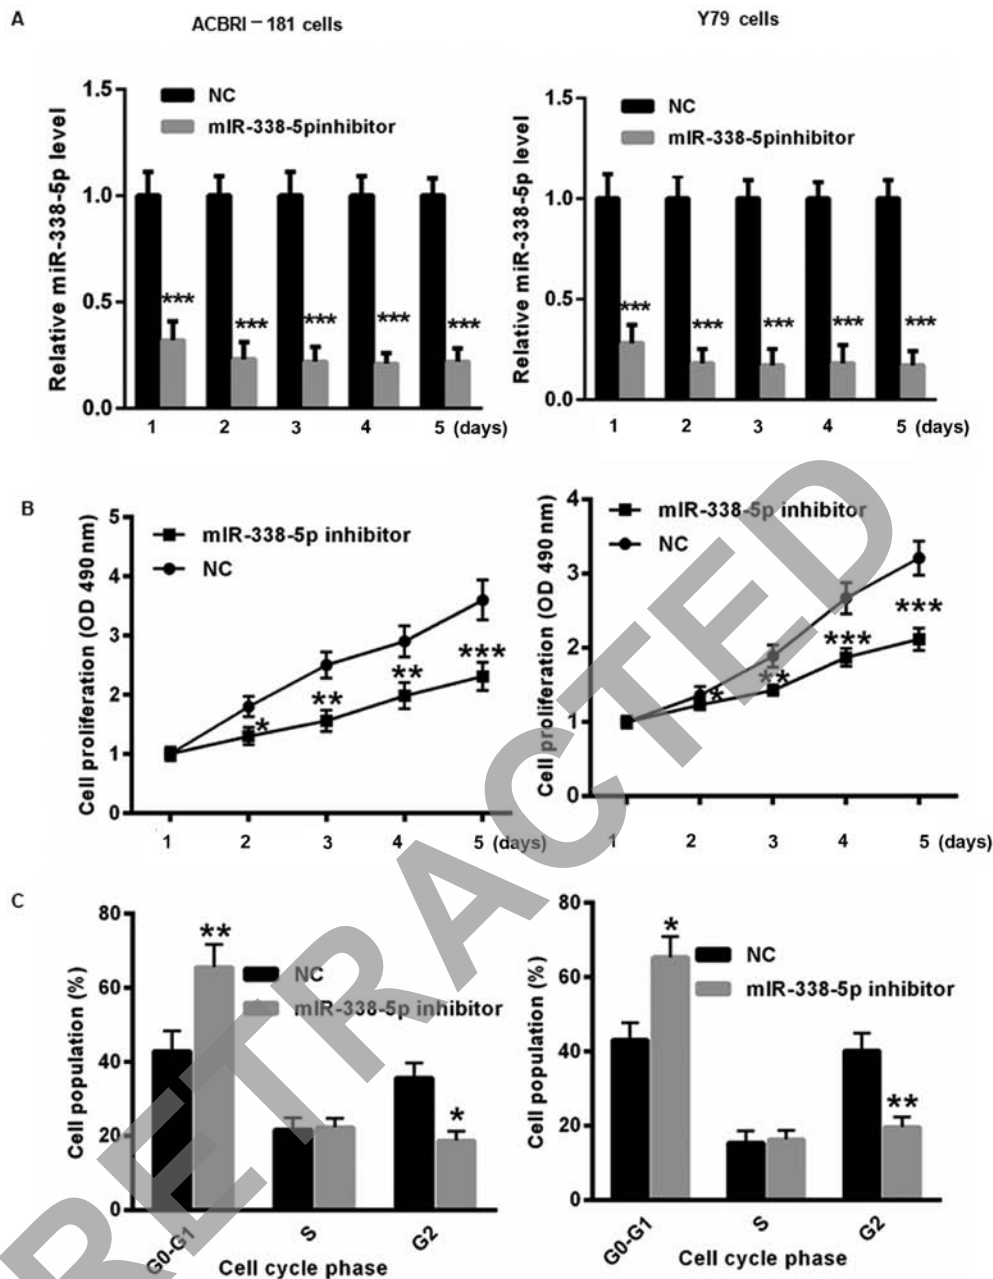 A
ACBRI－181 cells
Y79 cells
Relative miR-338-5p level
1.5
1.0
0.5
0.0
NC
mIR-338-5pinhibitor
***
***
***
***
***
1 2 3 4 5 (days)
Relative miR-338-5p level
1.5
1.0
0.5
0.0
NC
mIR-338-5pinhibitor
***
***
***
***
***
1 2 3 4 5 (days)
B
Cell proliferation (OD 490 nm)
5
4
3
2
1
0
mIR-338-5p inhibitor
NC
*
**
**
***
1 2 3 4 5 (days)
Cell proliferation (OD 490 nm)
4
3
2
1
0
mIR-338-5p inhibitor
NC
*
**
***
***
1 2 3 4 5 (days)
C
Cell population (%)
80
60
40
20
0
**
NC
mIR-338-5p inhibitor
*
G0-G1 S G2
Cell cycle phase
Cell population (%)
80
60
40
20
0
*
NC
mIR-338-5p inhibitor
**
G0-G1 S G2
Cell cycle phase
RETRACTED